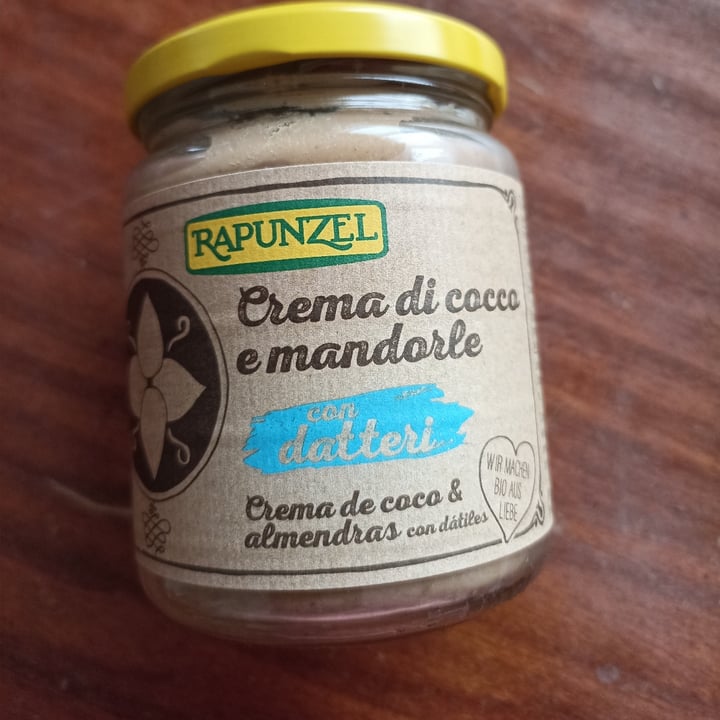 RAPUNZEL
Crema di cocco
e mandorle
con
datteri
Crema de coco &
almendras con dátiles
WIR MACHEN
BIO AUS
LIEBE